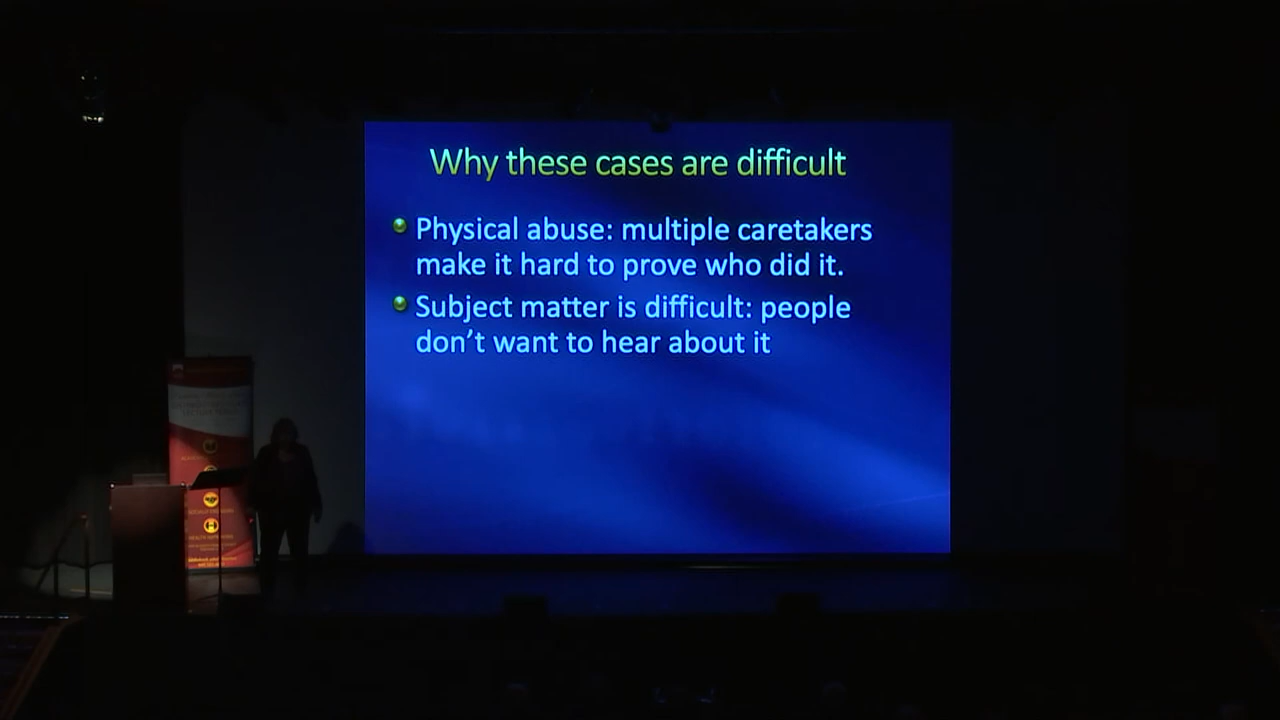 Why these cases are difficult
Physical abuse: multiple caretakers
make it hard to prove who did it.
Subject matter is difficult: people
don't want to hear about it